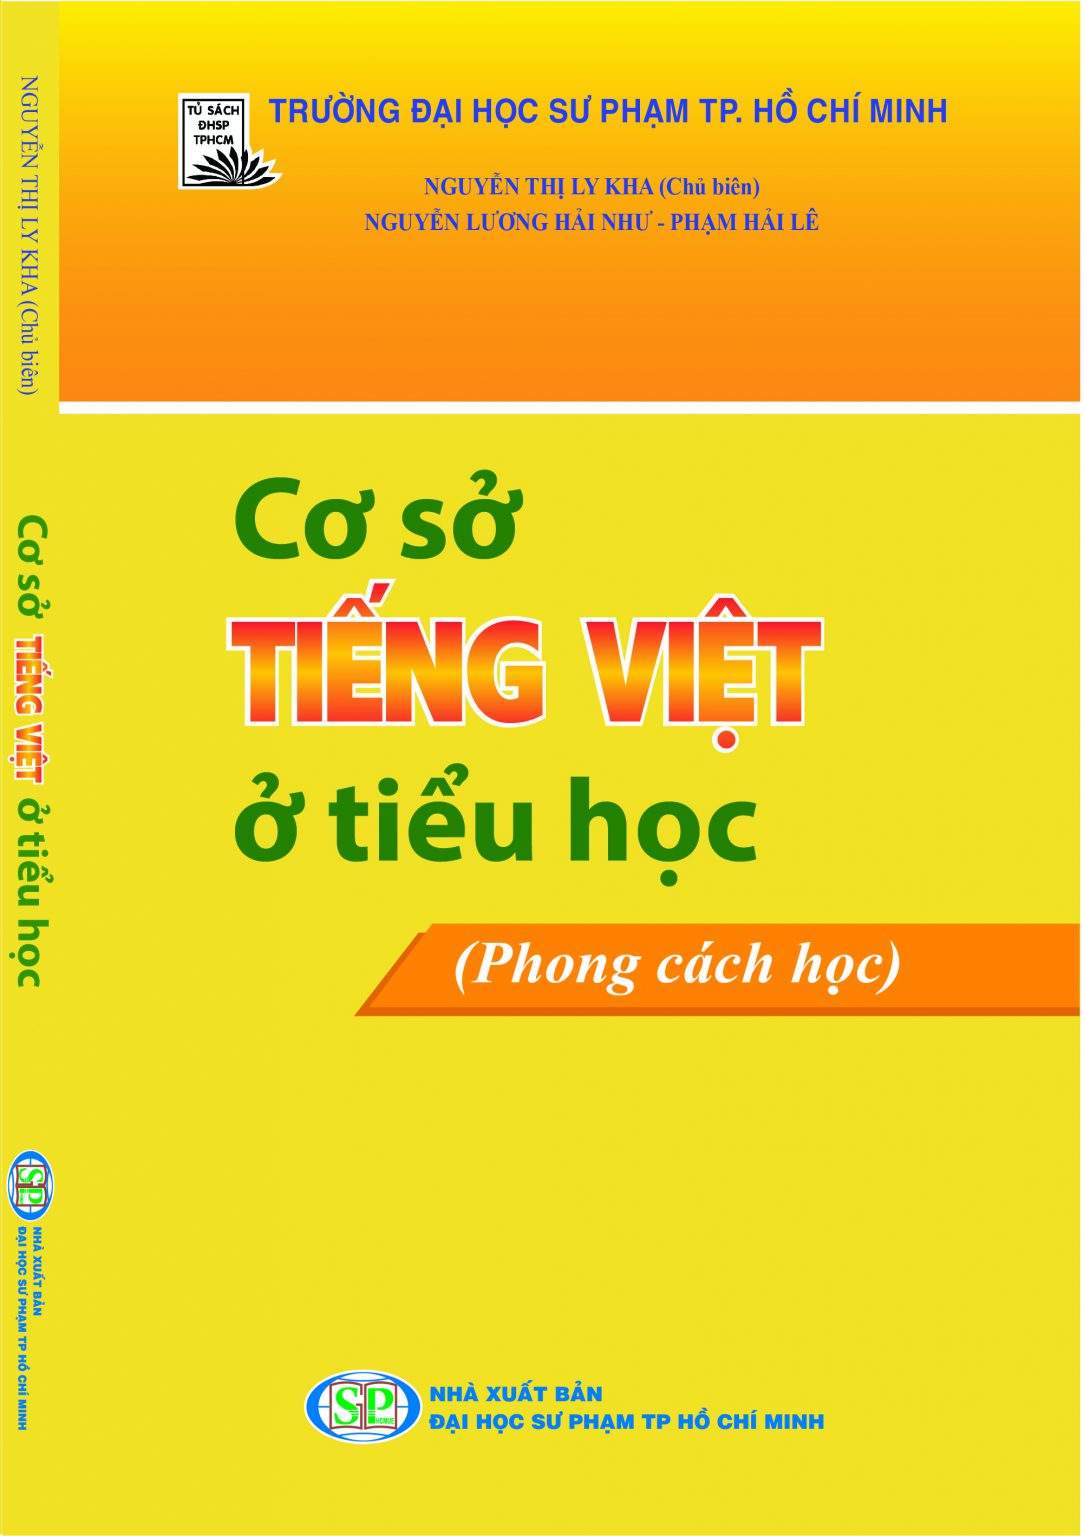 NGUYỄN THỊ LY KHA (Chủ biên)
Cơ sở TIẾNG VIỆT ở tiểu học
SP
NHÀ XUẤT BẢN
ĐẠI HỌC SƯ PHẠM TP HỒ CHÍ MINH
TỦ SÁCH
ĐHSP
TPHCM
TRƯỜNG ĐẠI HỌC SƯ PHẠM TP. HỒ CHÍ MINH
NGUYỄN THỊ LY KHA (Chủ biên)
NGUYỄN LƯƠNG HẢI NHƯ - PHẠM HẢI LÊ
Cơ sở
TIẾNG VIỆT
ở tiểu học
(Phong cách học)
SP
HCMUE
NHÀ XUẤT BẢN
ĐẠI HỌC SƯ PHẠM TP HỒ CHÍ MINH